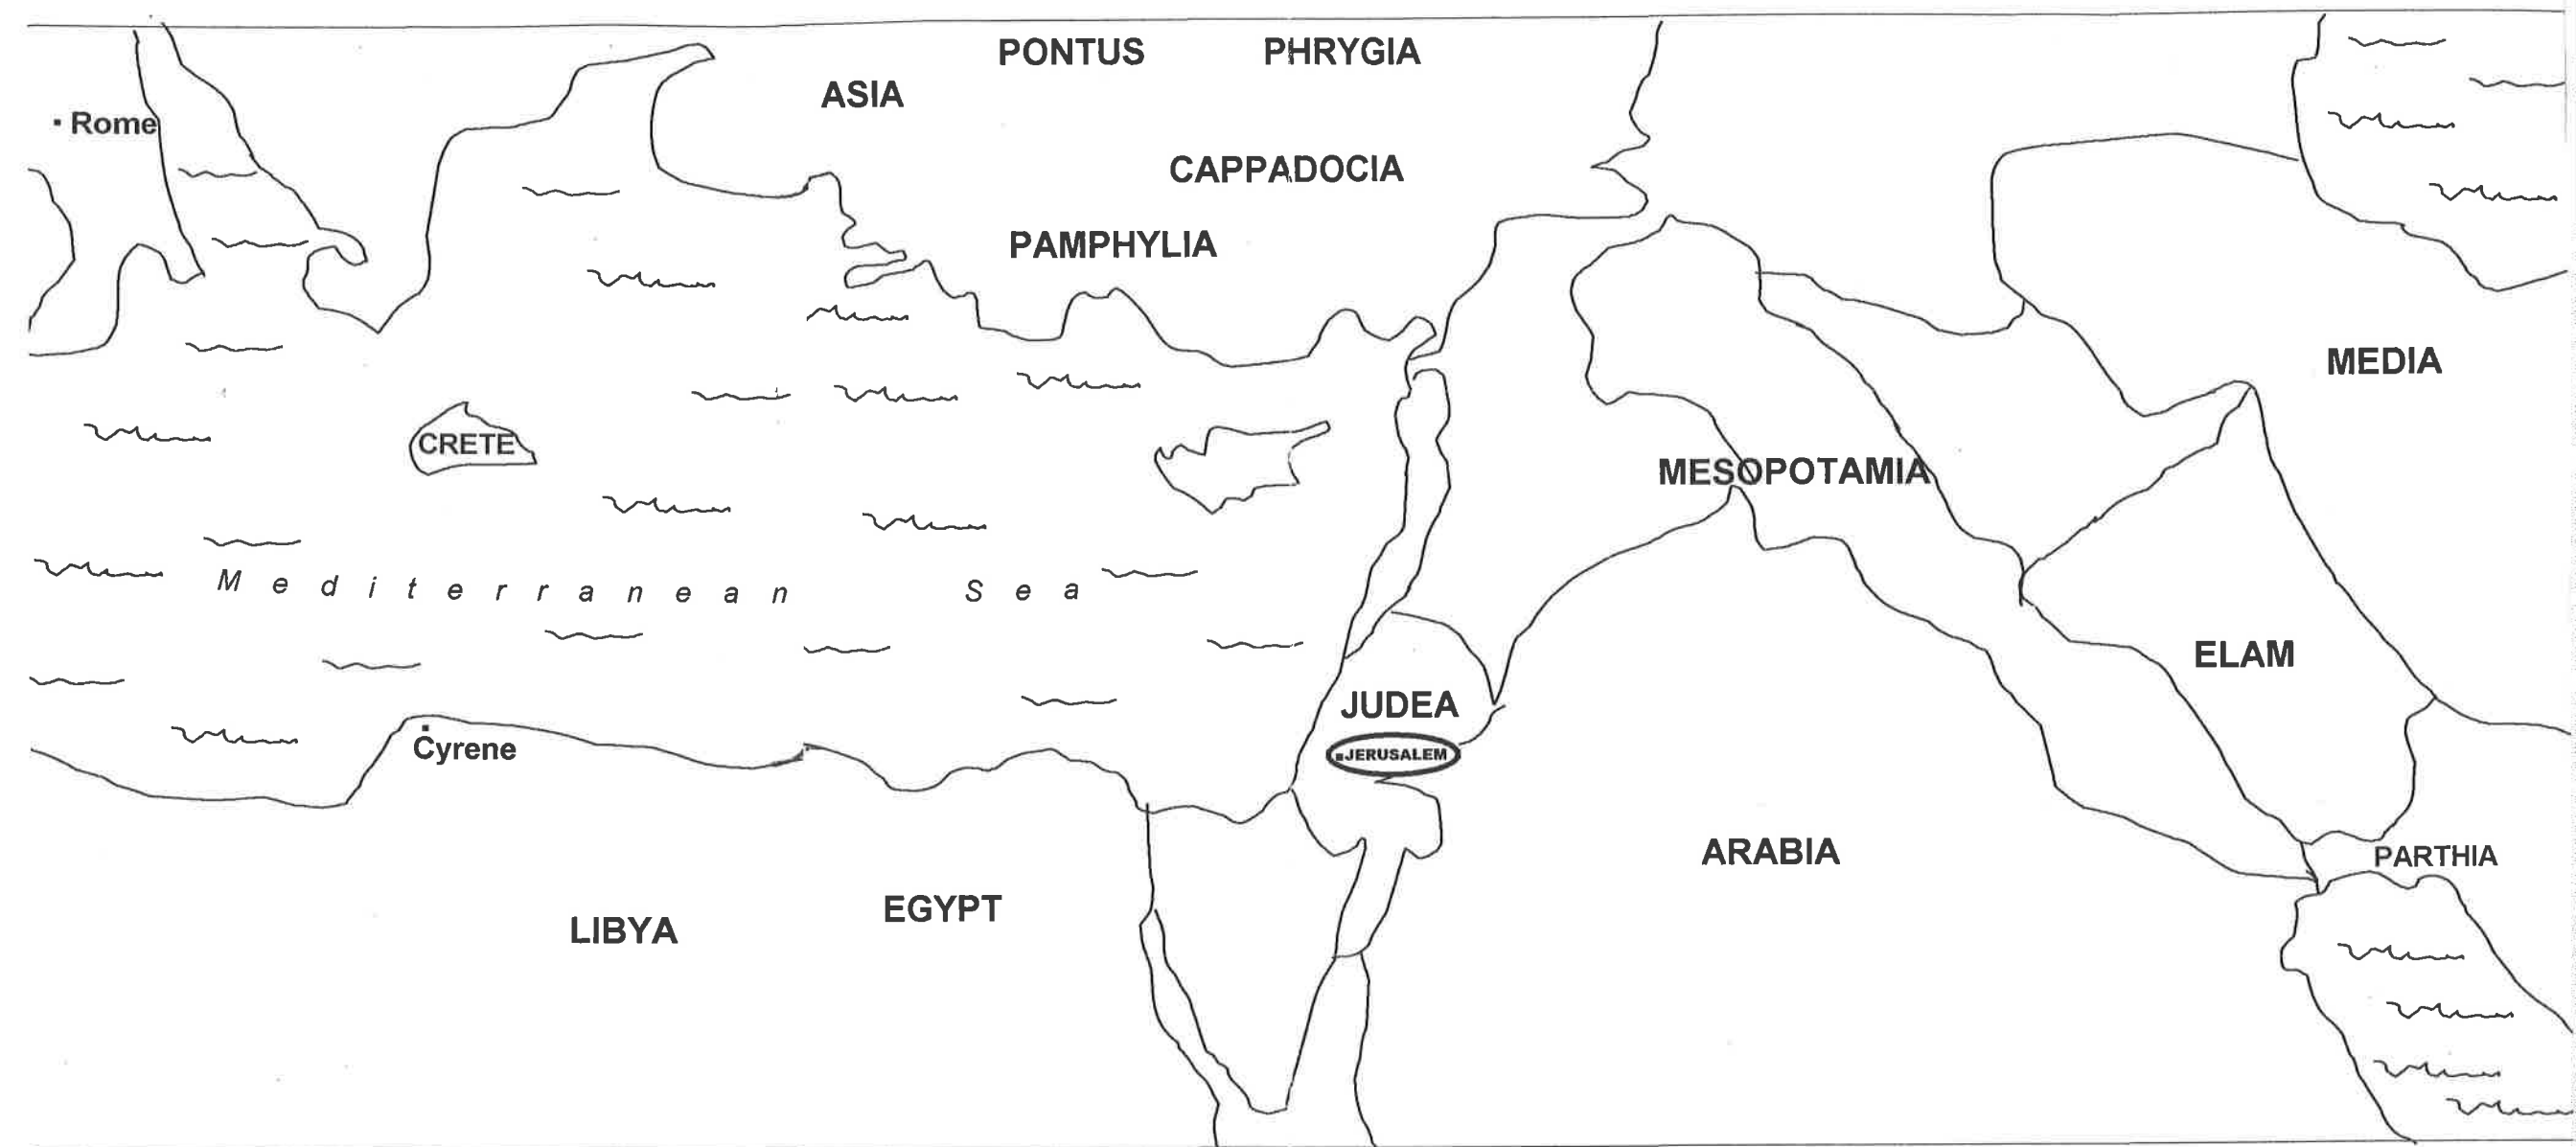 PONTUS PHRYGIA
ASIA
Rome
CAPPADOCIA
PAMPHYLIA
MEDIA
CRETE
MESOPOTAMIA
Mediterranean Sea
ELAM
JUDEA
Cyrene
JERUSALEM
ARABIA
PARTHIA
EGYPT
LIBYA